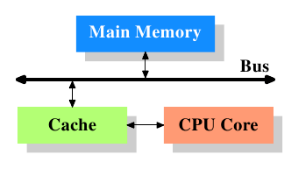 Main Memory
Bus
Cache
CPU Core